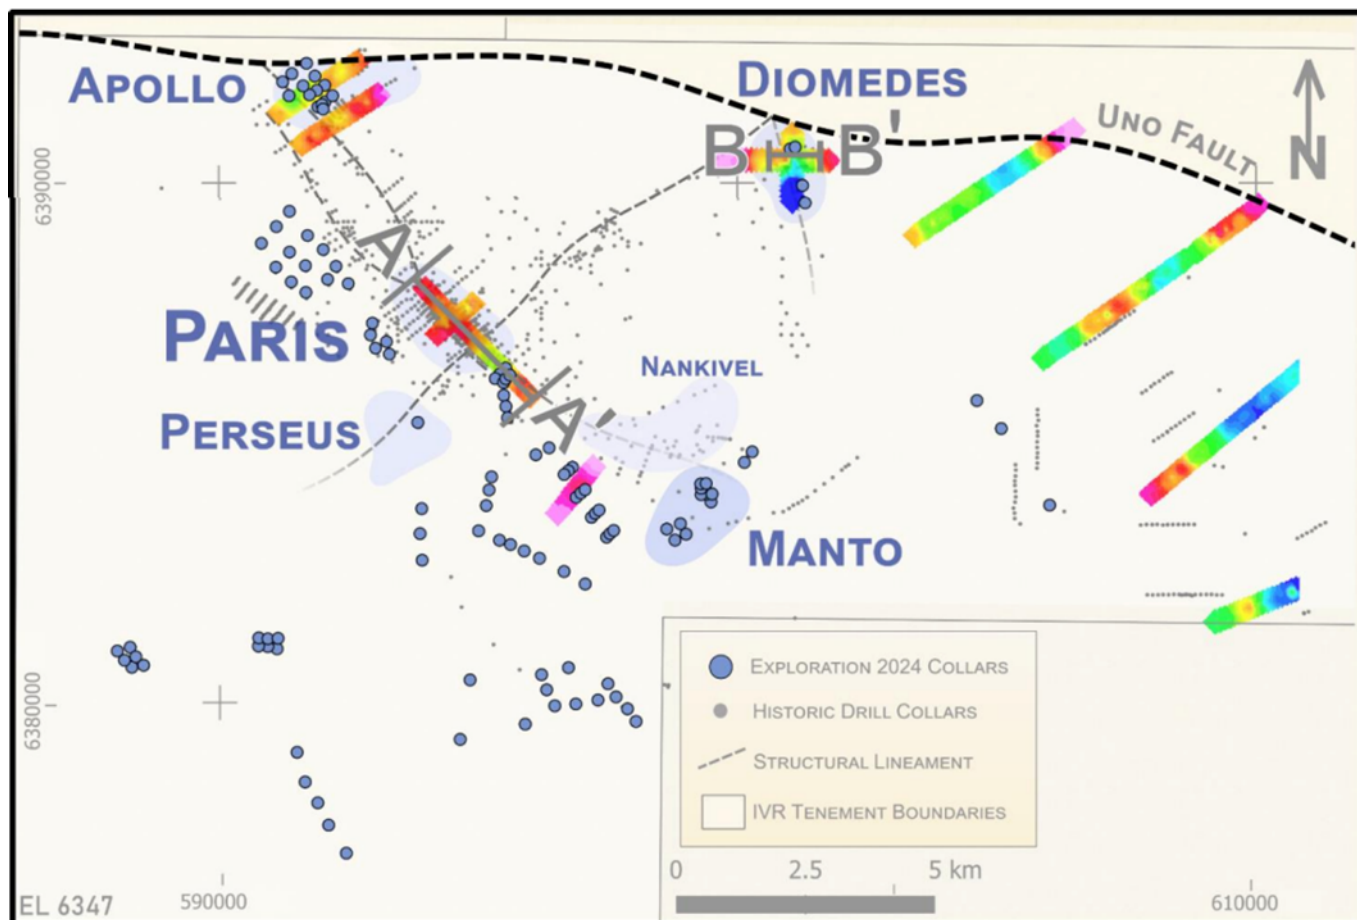 APOLLO
DIOMEDES
UNO FAULT
N
B
B'
6390000
A
PARIS
NANKIVEL
PERSEUS
A'
MANTO
EXPLORATION 2024 COLLARS
HISTORIC DRILL COLLARS
STRUCTURAL LINEAMENT
IVR TENEMENT BOUNDARIES
6380000
0 2.5 5 km
EL 6347
590000
610000